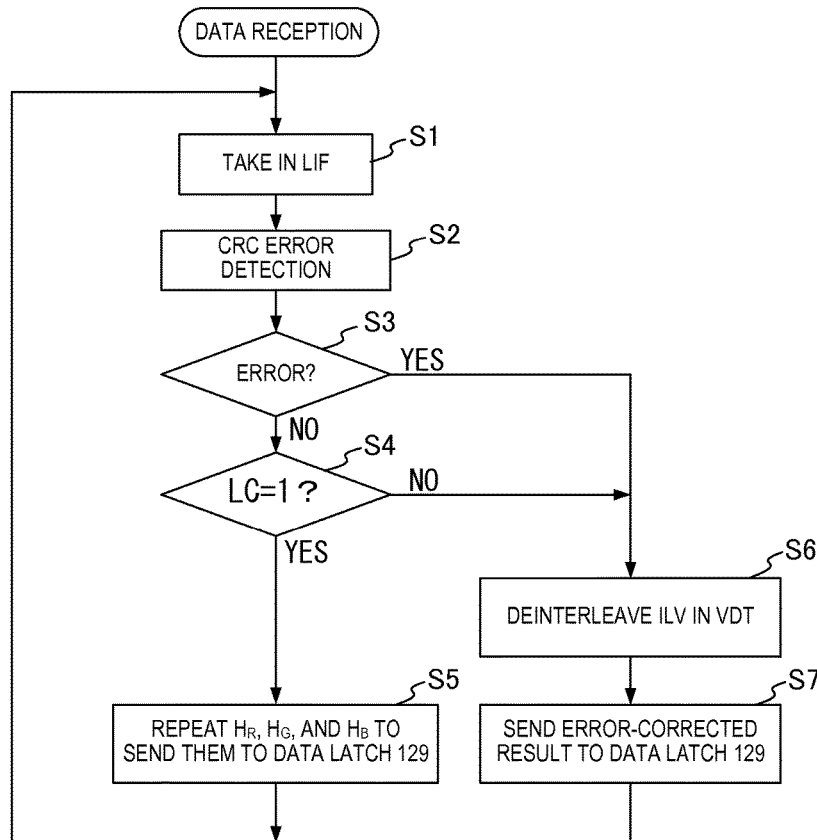 DATA RECEPTION
S1
TAKE IN LIF
S2
CRC ERROR
DETECTION
S3
ERROR?
YES
NO
S4
LC=1?
NO
YES
S6
DEINTERLEAVE ILV IN VDT
S5
REPEAT HR, HG, AND HB TO
SEND THEM TO DATA LATCH 129
S7
SEND ERROR-CORRECTED
RESULT TO DATA LATCH 129